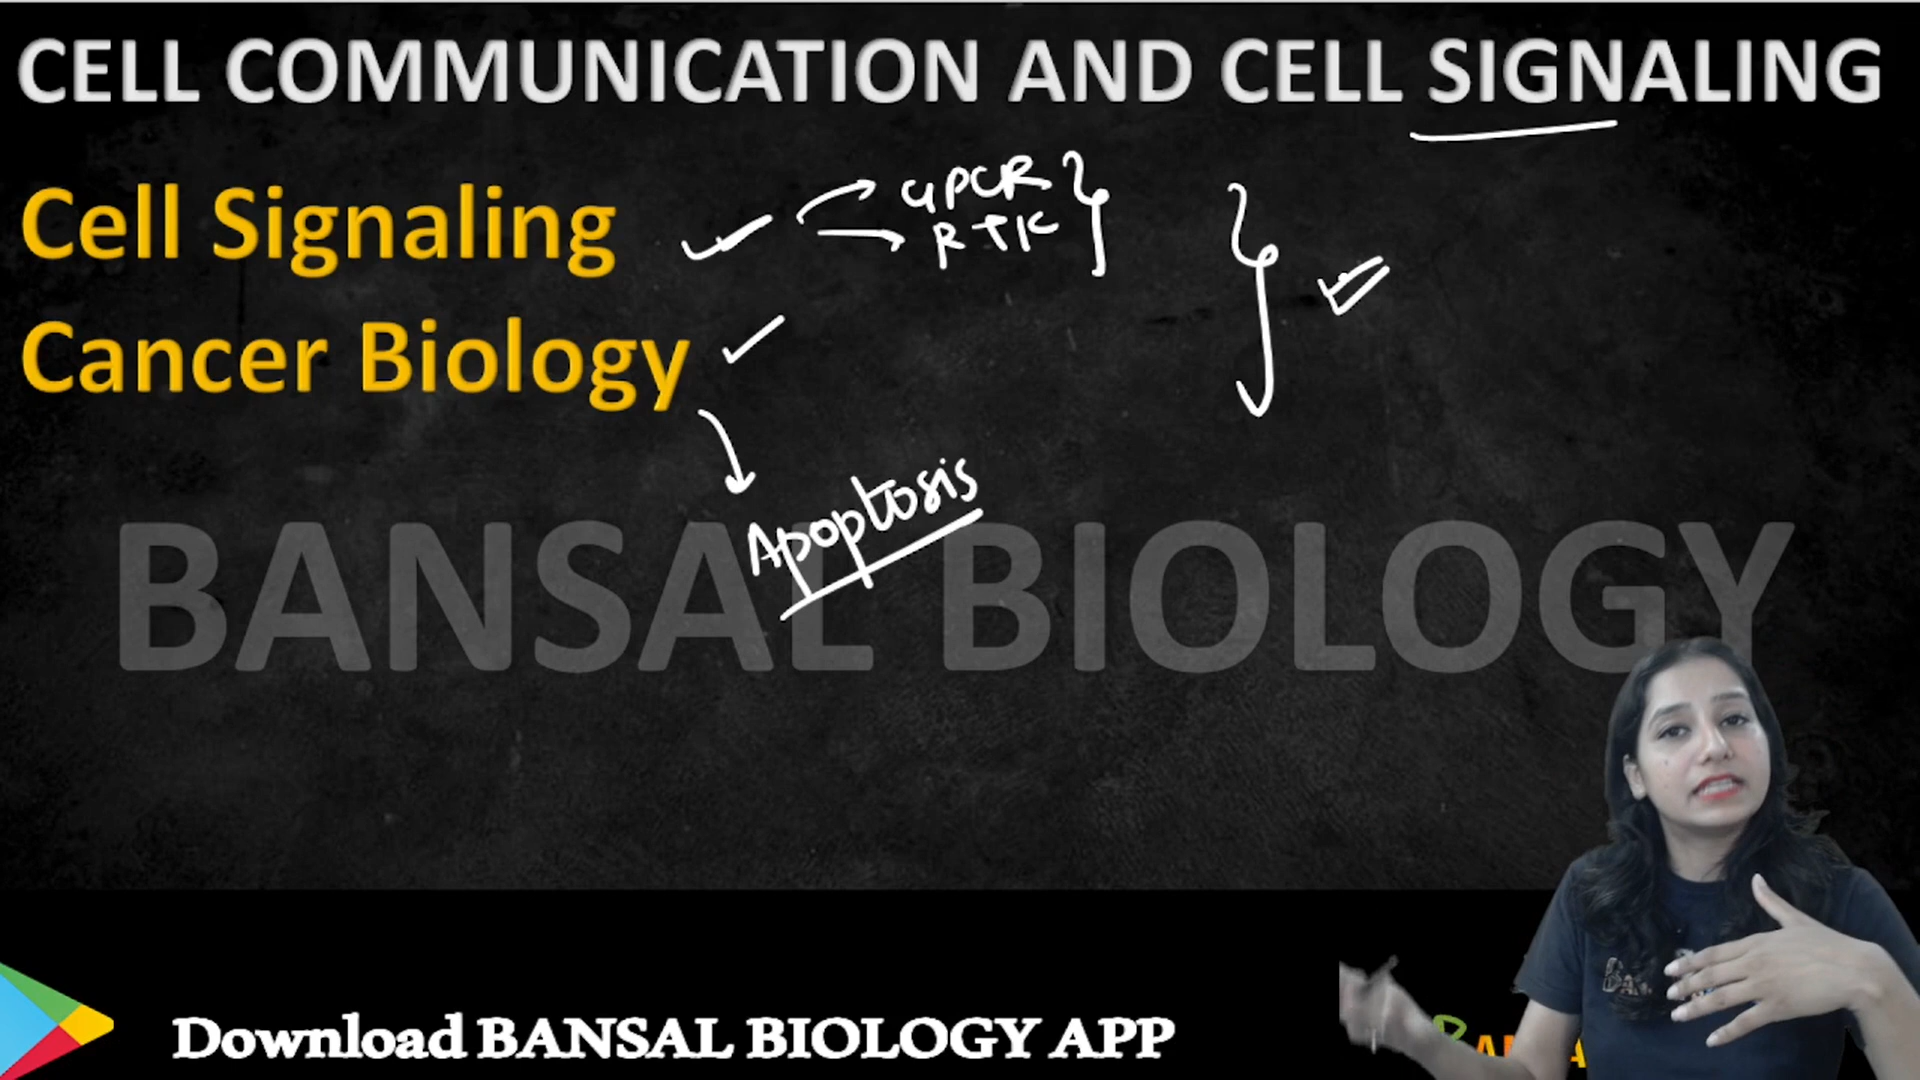 CELL COMMUNICATION AND CELL SIGNALING
Cell Signaling
GPCR
RTK
Cancer Biology
Apoptosis
BANSAL BIOLOGY
Download BANSAL BIOLOGY APP